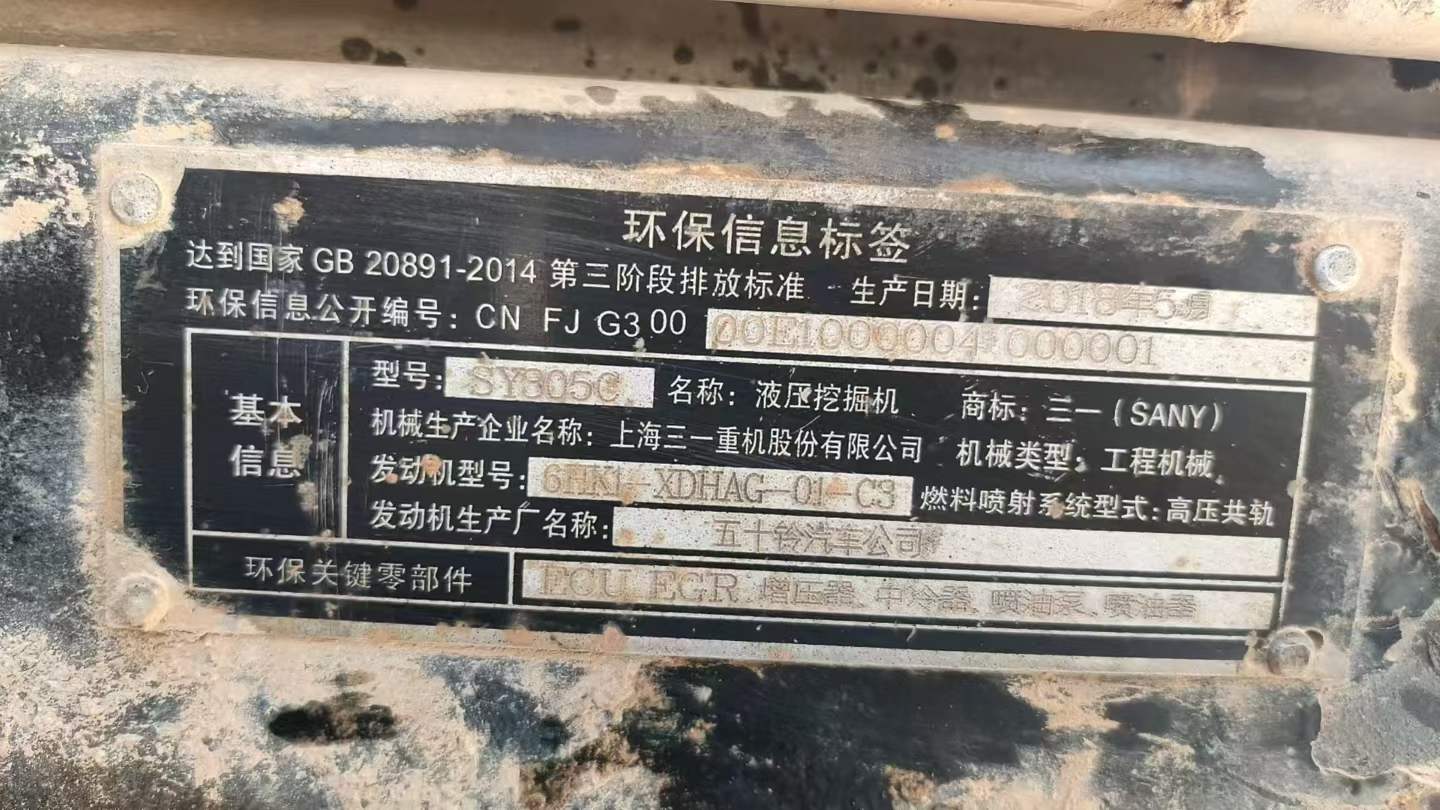 环保信息标签
达到国家 GB 20891-2014 第三阶段排放标准 生产日期: 2018年5月
环保信息公开编号: CN FJ G3 00 00E1000004 000001
基本信息
型号: SY305C 名称: 液压挖掘机 商标: 三一 (SANY)
机械生产企业名称: 上海三一重机股份有限公司 机械类型: 工程机械
发动机型号: 6HK1-XDHAG-01-C3 燃料喷射系统型式: 高压共轨
发动机生产厂名称: 五十铃汽车公司
环保关键零部件 ECU EGR 增压器、中冷器、喷油泵、喷油器